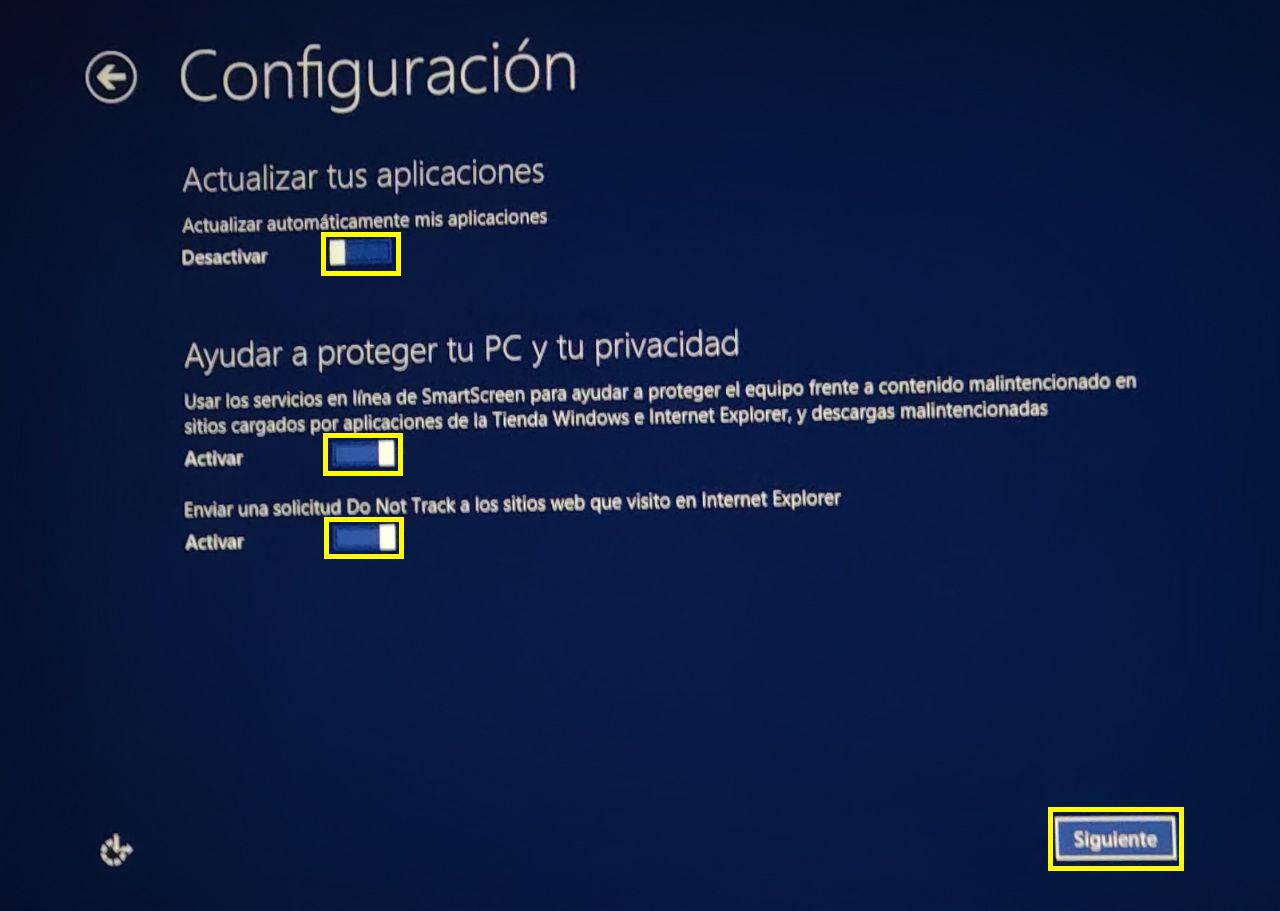 Configuración
Actualizar tus aplicaciones
Actualizar automáticamente mis aplicaciones
Desactivar
Ayudar a proteger tu PC y tu privacidad
Usar los servicios en línea de SmartScreen para ayudar a proteger el equipo frente a contenido malintencionado en
sitios cargados por aplicaciones de la Tienda Windows e Internet Explorer, y descargas malintencionadas
Activar
Enviar una solicitud Do Not Track a los sitios web que visito en Internet Explorer
Activar
Siguiente